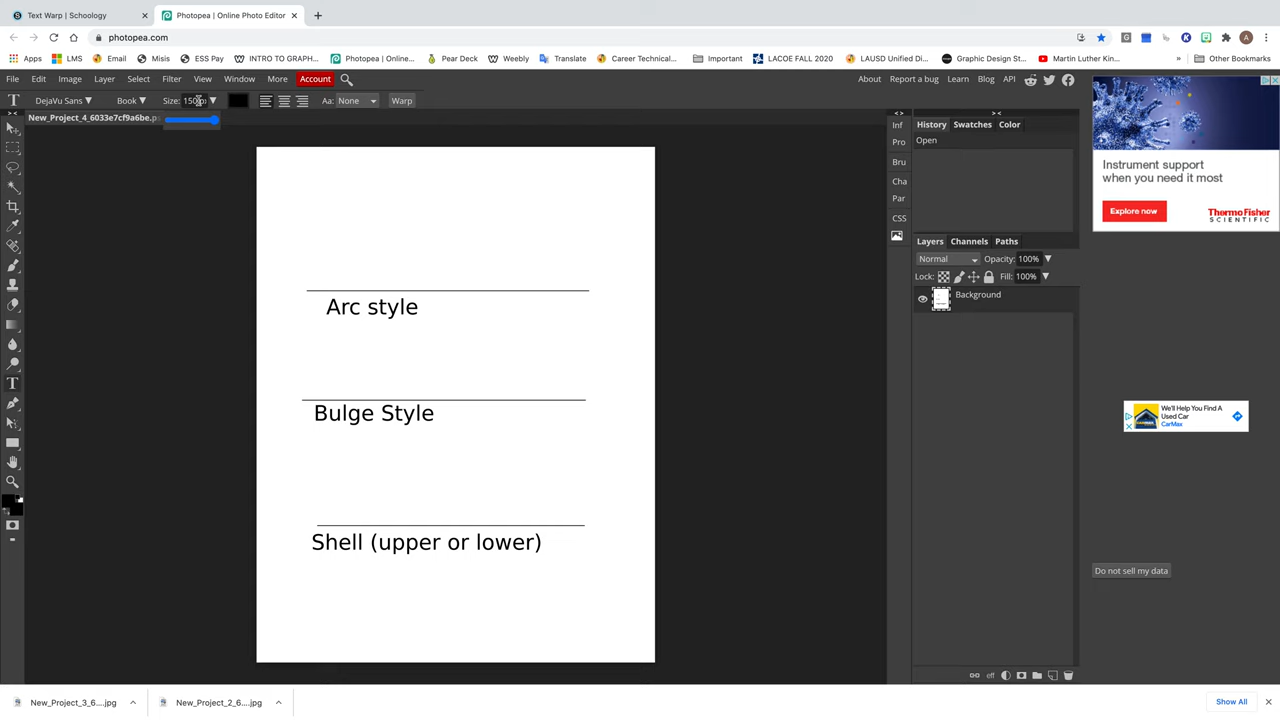 Text Warp | Schoology
Photopea | Online Photo Editor
photopea.com
Apps
LMS
Email
Misis
ESS Pay
INTRO TO GRAPH...
Photopea | Online...
Pear Deck
Weebly
Translate
Career Technical...
Important
LACOE FALL 2020
LAUSD Unified Di...
Graphic Design St...
Martin Luther Kin...
»
Other Bookmarks
File Edit Image Layer Select Filter View Window More Account
About Report a bug Learn Blog API
DejaVu Sans Book Size: Aa: None Warp
New_Project_4_6033e7cf9a6be.p
Arc style
Bulge Style
Shell (upper or lower)
Inf
Pro
Bru
Cha
Par
CSS
History Swatches Color
Open
Layers Channels Paths
Normal Opacity: 100%
Lock: Fill: 100%
Background
Instrument support
when you need it most
Explore now
ThermoFisher
SCIENTIFIC
We'll Help You Find A
Used Car
CarMax
Do not sell my data
New_Project_3_6....jpg
New_Project_2_6....jpg
Show All